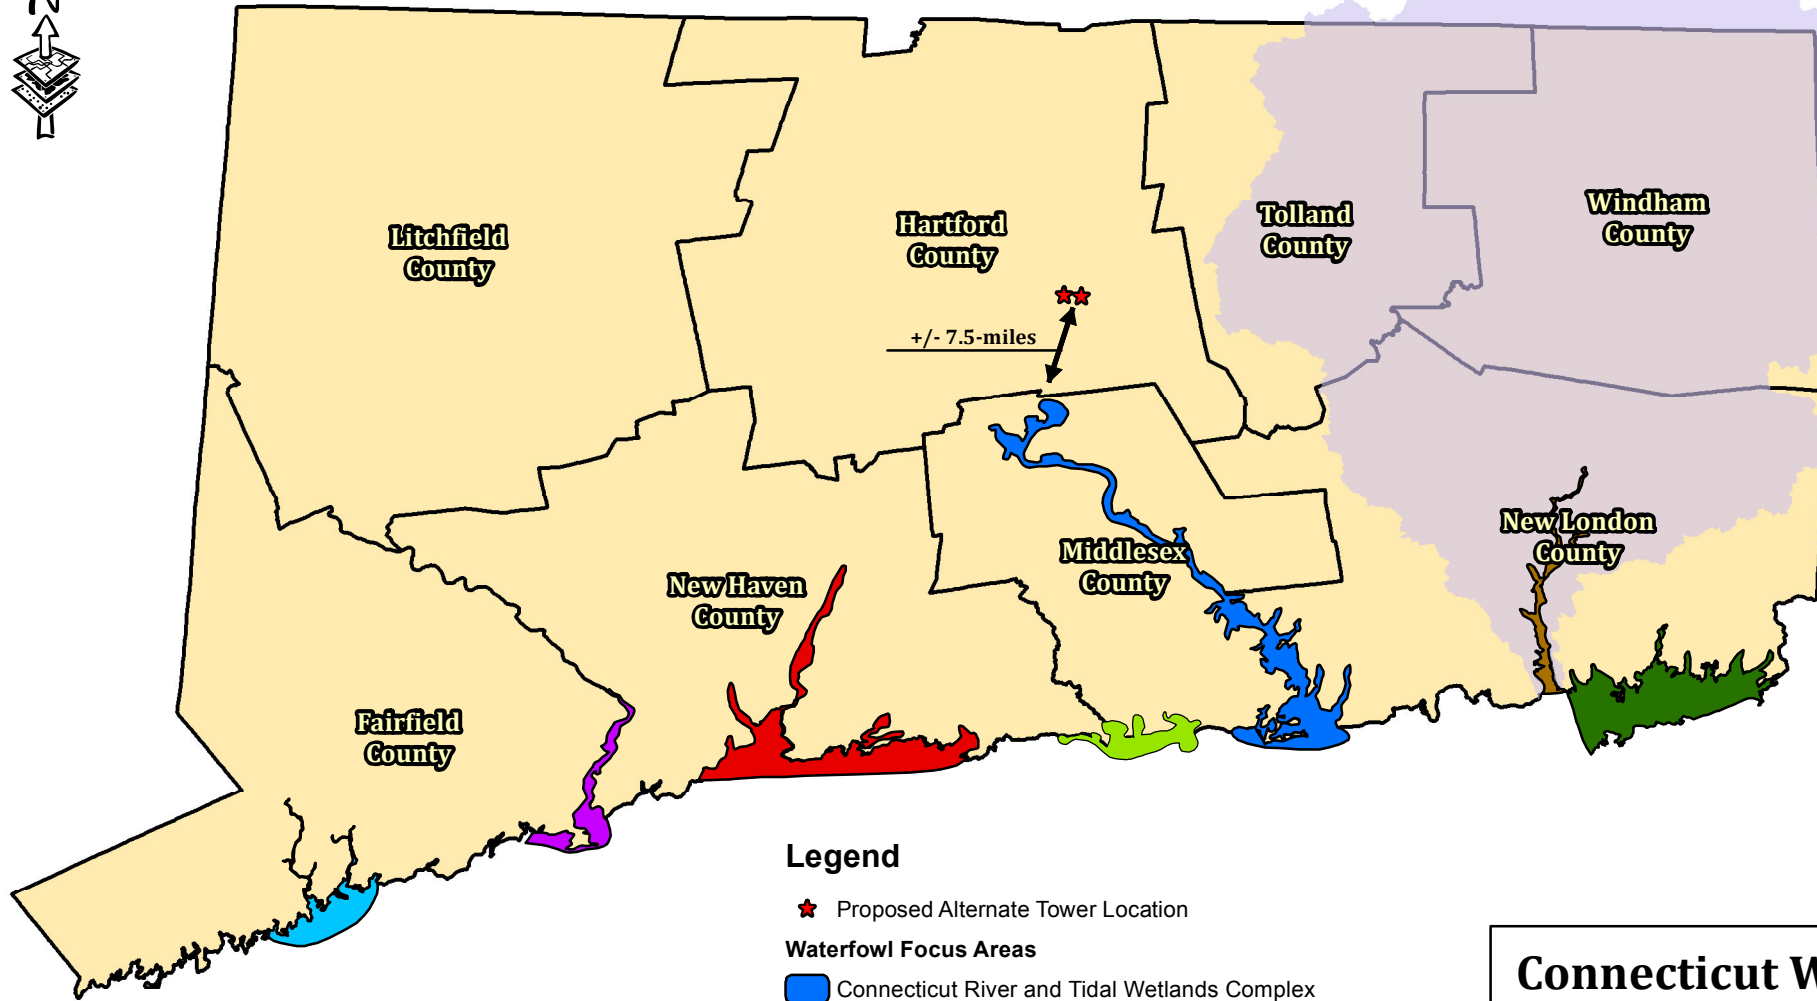 N
Litchfield
County
Hartford
County
Tolland
County
Windham
County
+/- 7.5-miles
New London
County
Middlesex
County
New Haven
County
Fairfield
County
Legend
Proposed Alternate Tower Location
Waterfowl Focus Areas
Connecticut River and Tidal Wetlands Complex
Connecticut W